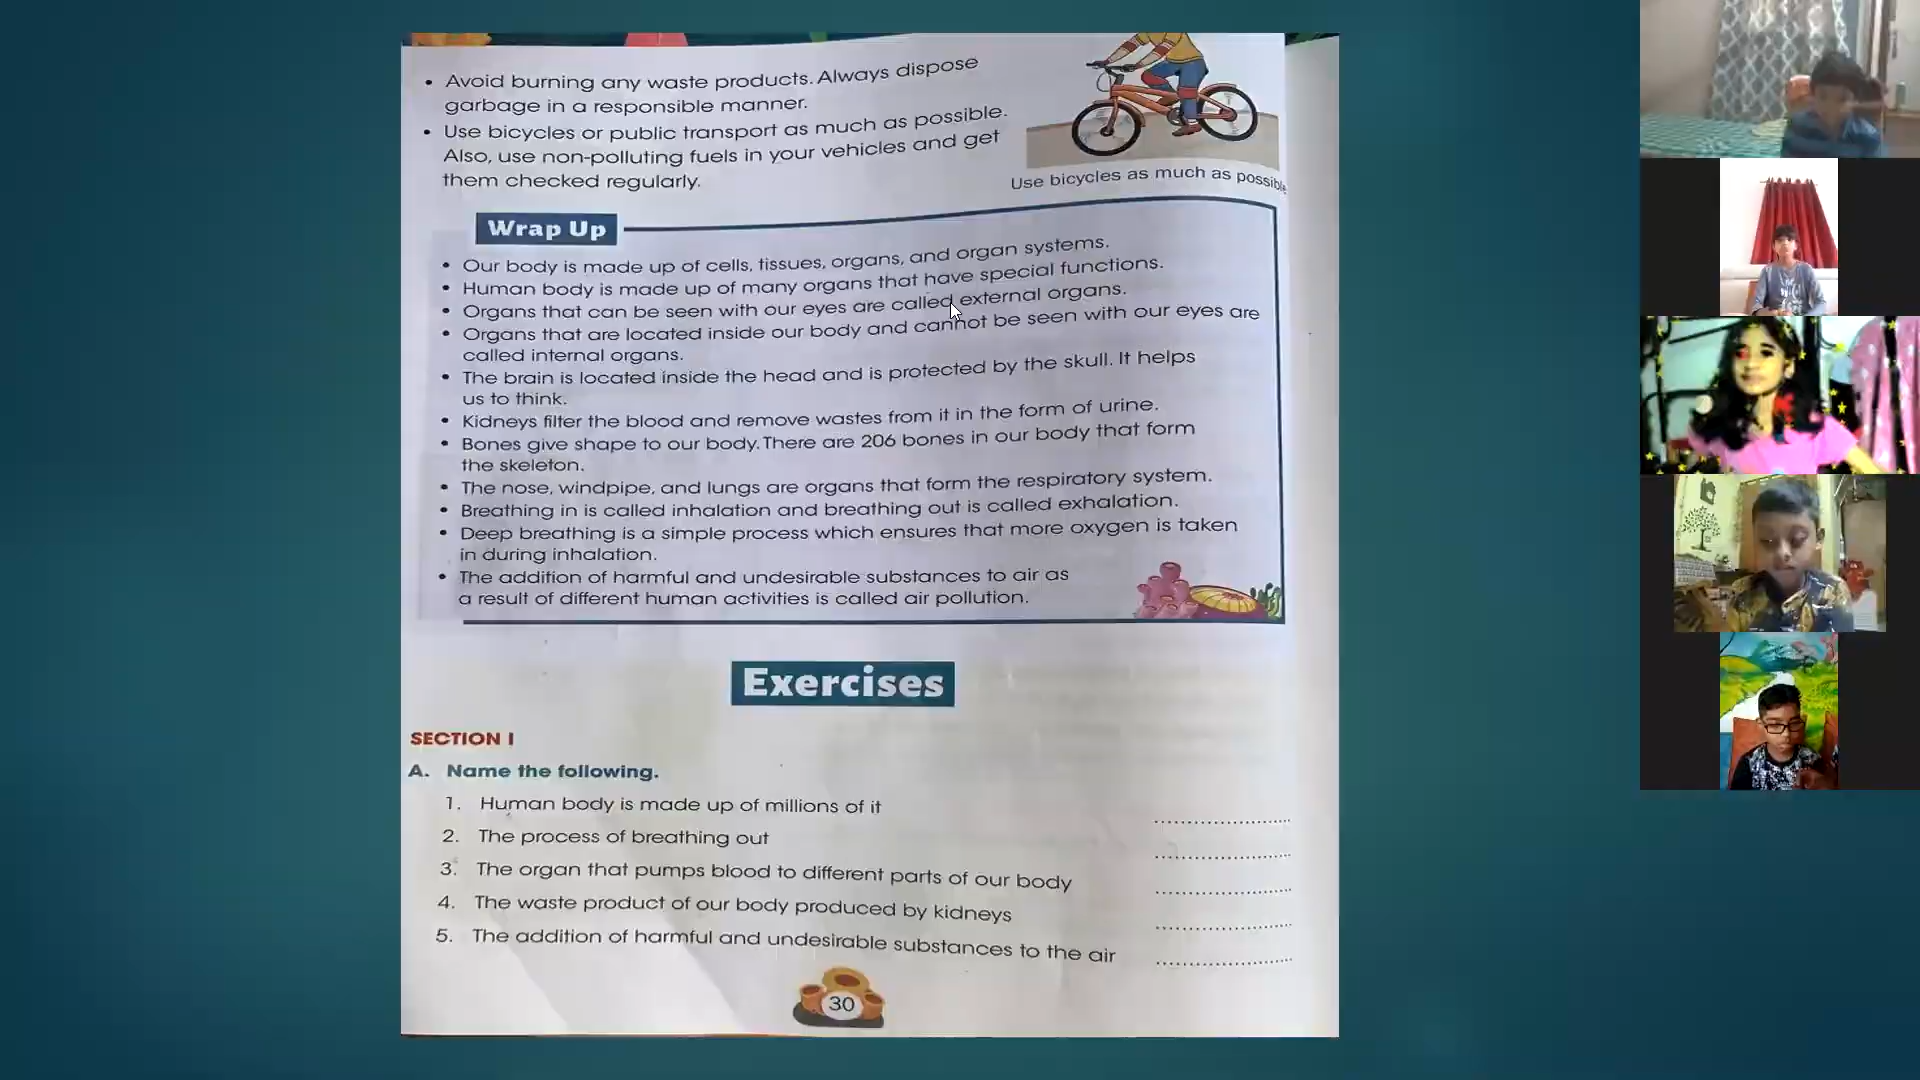 • Avoid burning any waste products. Always dispose
garbage in a responsible manner.
• Use bicycles or public transport as much as possible.
Also, use non-polluting fuels in your vehicles and get
them checked regularly.
Use bicycles as much as possible
Wrap Up
• Our body is made up of cells, tissues, organs, and organ systems.
• Human body is made up of many organs that have special functions.
• Organs that can be seen with our eyes are called external organs.
• Organs that are located inside our body and cannot be seen with our eyes are
called internal organs.
• The brain is located inside the head and is protected by the skull. It helps
us to think.
• Kidneys filter the blood and remove wastes from it in the form of urine.
• Bones give shape to our body. There are 206 bones in our body that form
the skeleton.
• The nose, windpipe, and lungs are organs that form the respiratory system.
• Breathing in is called inhalation and breathing out is called exhalation.
• Deep breathing is a simple process which ensures that more oxygen is taken
in during inhalation.
• The addition of harmful and undesirable substances to air as
a result of different human activities is called air pollution.
Exercises
SECTION I
A. Name the following.
1. Human body is made up of millions of it ........................
2. The process of breathing out ........................
3. The organ that pumps blood to different parts of our body ........................
4. The waste product of our body produced by kidneys ........................
5. The addition of harmful and undesirable substances to the air ........................
30